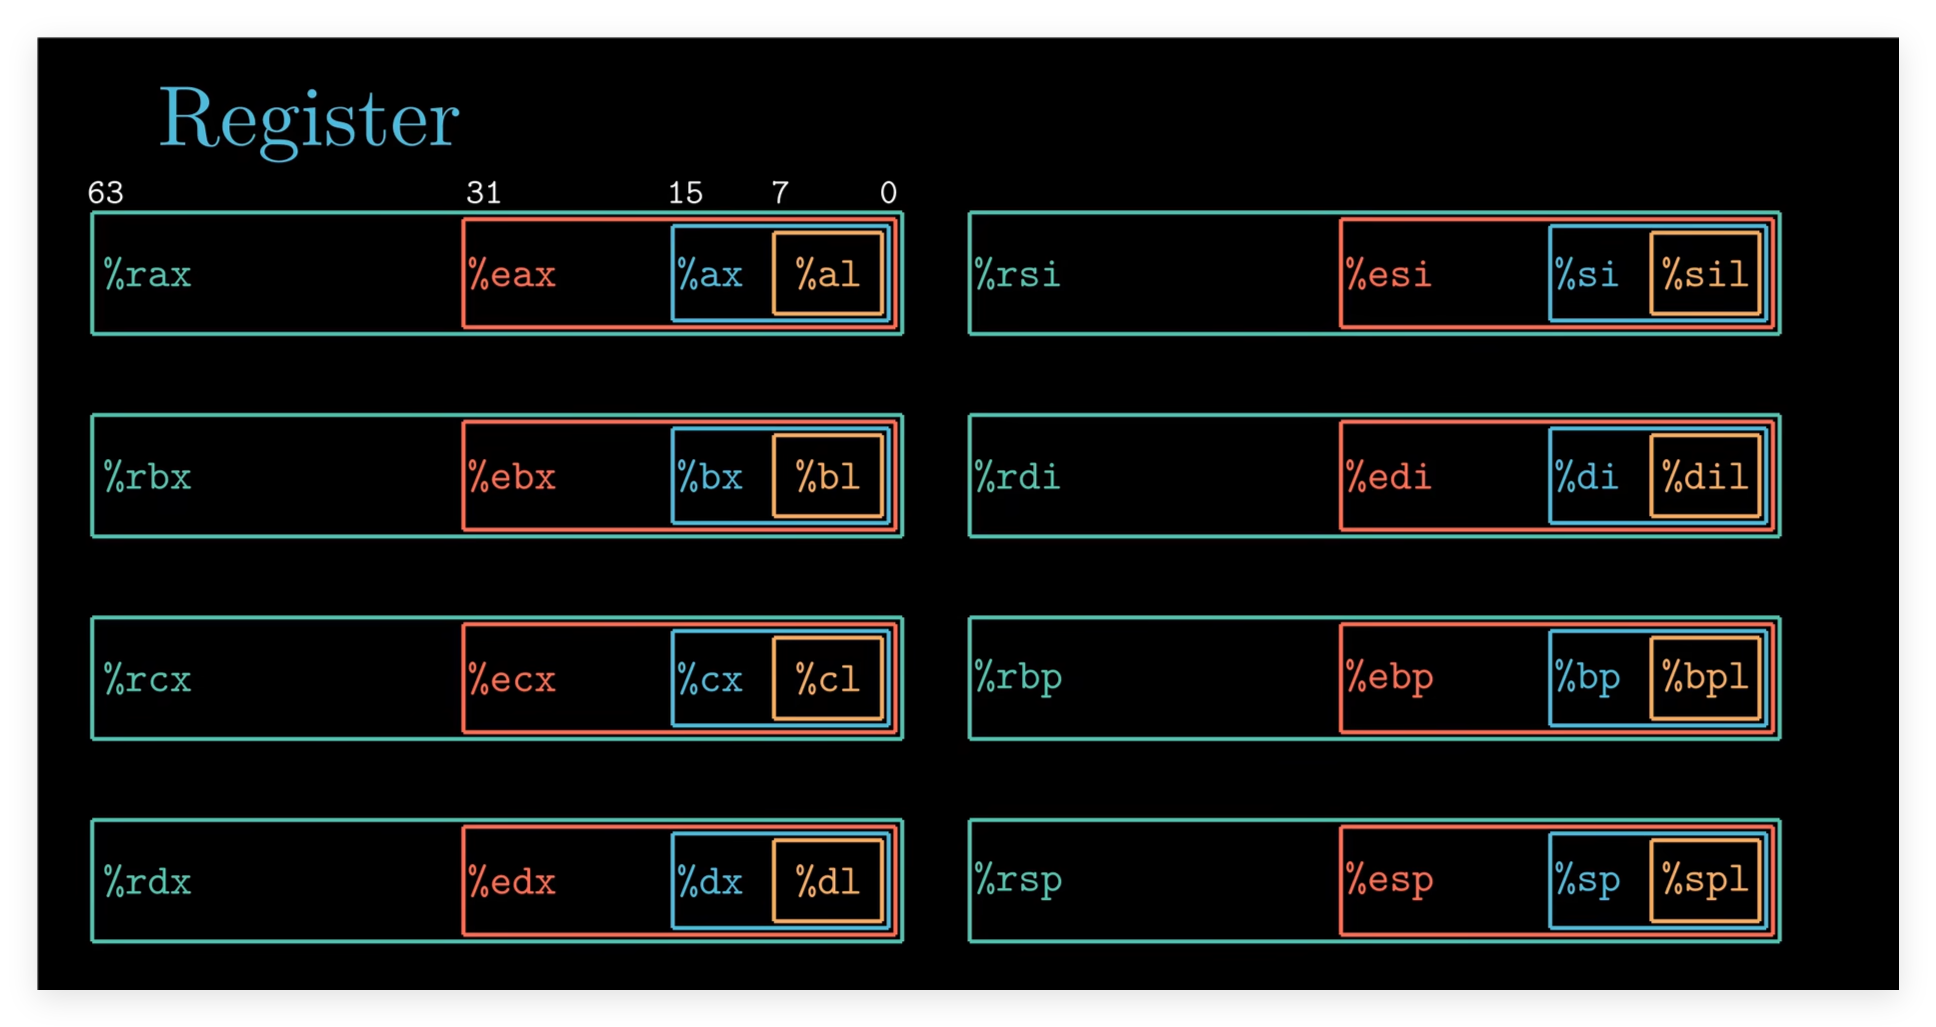 Register
63 31 15 7 0
%rax %eax %ax %al %rsi %esi %si %sil
%rbx %ebx %bx %bl %rdi %edi %di %dil
%rcx %ecx %cx %cl %rbp %ebp %bp %bpl
%rdx %edx %dx %dl %rsp %esp %sp %spl